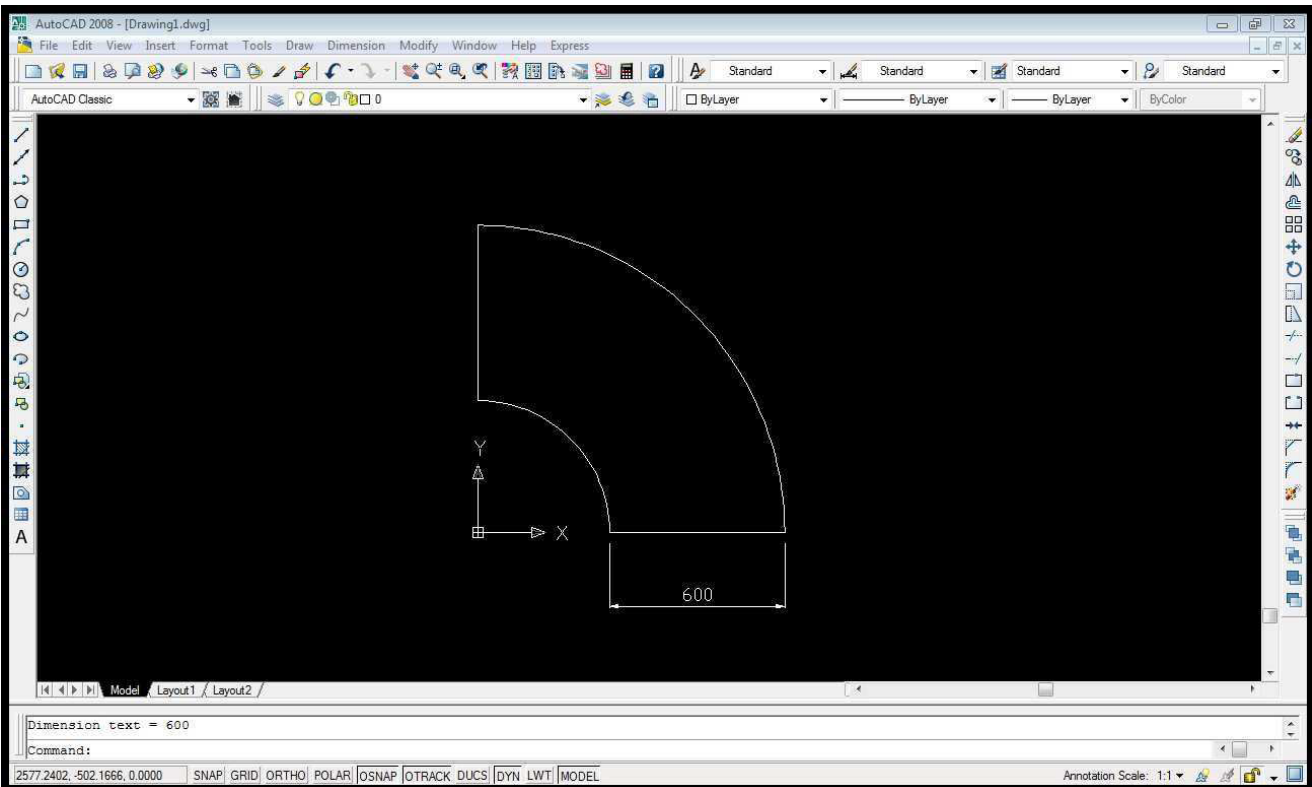 AutoCAD 2008 - [Drawing1.dwg]
File Edit View Insert Format Tools Draw Dimension Modify Window Help Express
Standard Standard Standard Standard
AutoCAD Classic 0 ByLayer ByLayer ByLayer ByColor
A
Y
X
600
Model Layout1 Layout2
Dimension text = 600
Command:
2577.2402, -502.1666, 0.0000 SNAP GRID ORTHO POLAR OSNAP OTRACK DUCS DYN LWT MODEL Annotation Scale: 1:1